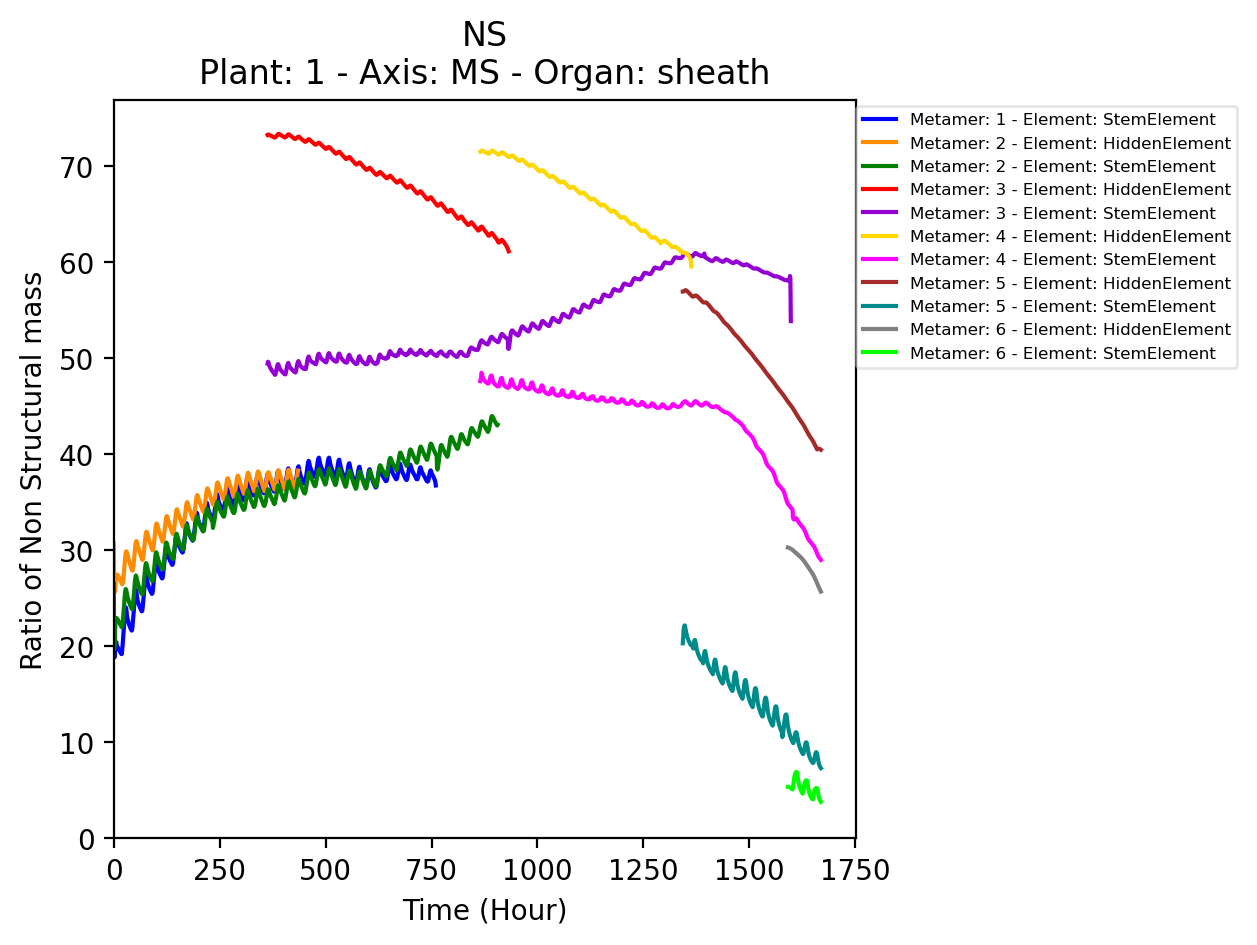 NS
Plant: 1 - Axis: MS - Organ: sheath
Ratio of Non Structural mass
70
60
50
40
30
20
10
0
0 250 500 750 1000 1250 1500 1750
Time (Hour)
Metamer: 1 - Element: StemElement
Metamer: 2 - Element: HiddenElement
Metamer: 2 - Element: StemElement
Metamer: 3 - Element: HiddenElement
Metamer: 3 - Element: StemElement
Metamer: 4 - Element: HiddenElement
Metamer: 4 - Element: StemElement
Metamer: 5 - Element: HiddenElement
Metamer: 5 - Element: StemElement
Metamer: 6 - Element: HiddenElement
Metamer: 6 - Element: StemElement